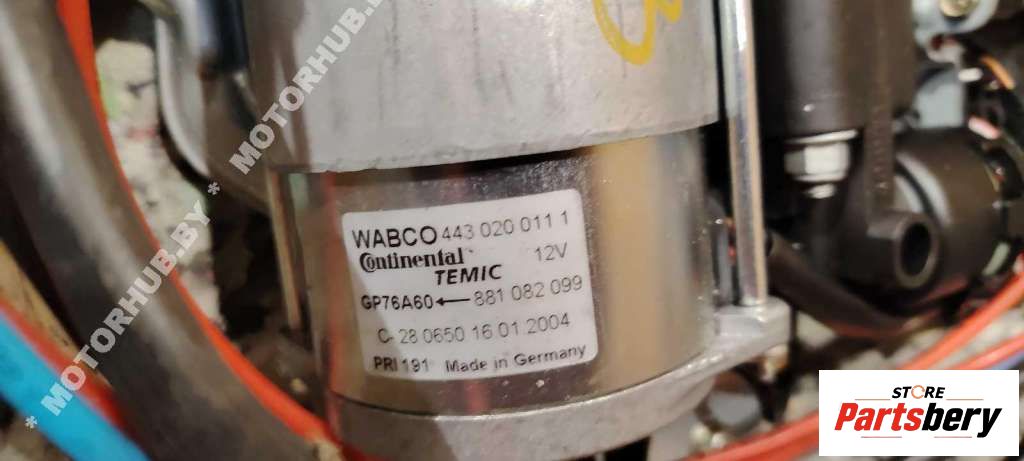 WABCO 443 020 011 1
Continental 12V
TEMIC
GP76A60 ← 881 082 099
C- 28 0650 16.01.2004
PRI 191 Made in Germany
* MOTORHUB.BY * MOTORHUB.BY
STORE
Partsbery